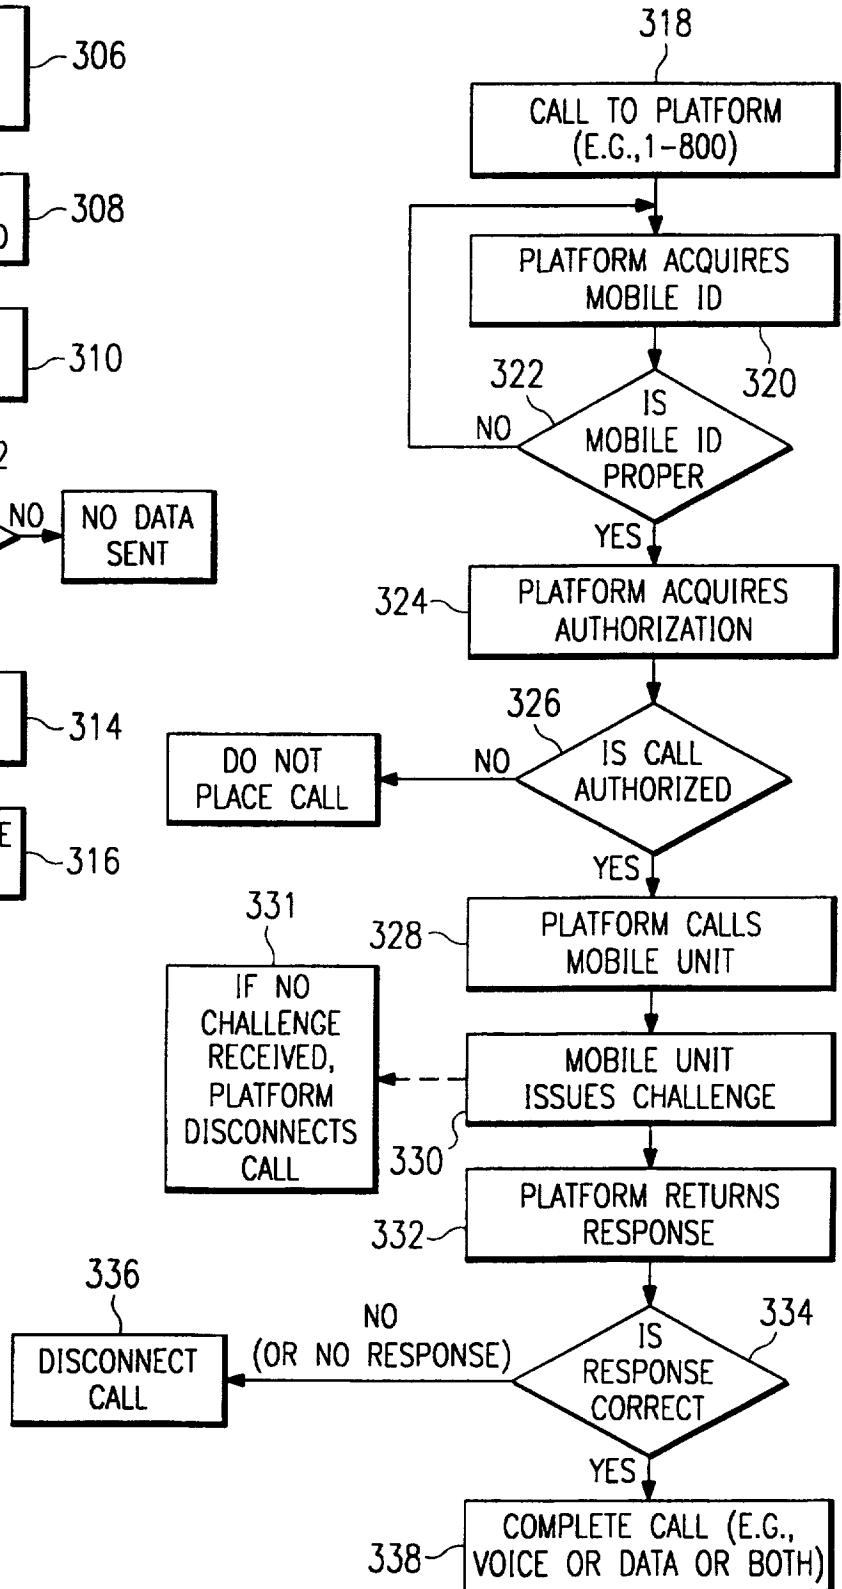 306
308
O
310
2
NO
NO DATA
SENT
314
E
316
318
CALL TO PLATFORM
(E.G.,1-800)
PLATFORM ACQUIRES
MOBILE ID
320
322
IS
MOBILE ID
PROPER
NO
YES
324
PLATFORM ACQUIRES
AUTHORIZATION
326
IS CALL
AUTHORIZED
NO
DO NOT
PLACE CALL
YES
328
PLATFORM CALLS
MOBILE UNIT
331
IF NO
CHALLENGE
RECEIVED,
PLATFORM
DISCONNECTS
CALL
MOBILE UNIT
ISSUES CHALLENGE
330
332
PLATFORM RETURNS
RESPONSE
334
IS
RESPONSE
CORRECT
NO
(OR NO RESPONSE)
336
DISCONNECT
CALL
YES
338
COMPLETE CALL (E.G.,
VOICE OR DATA OR BOTH)